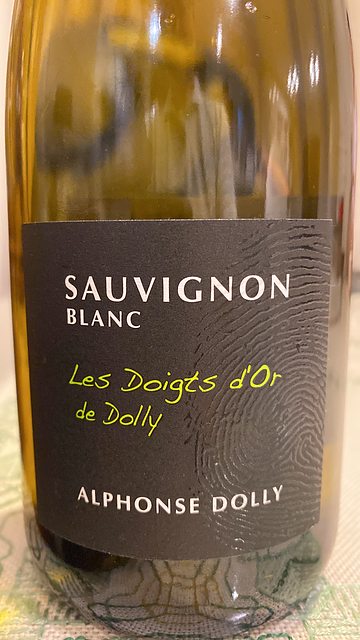 SAUVIGNON
BLANC
Les Doigts d'Or
de Dolly
ALPHONSE DOLLY